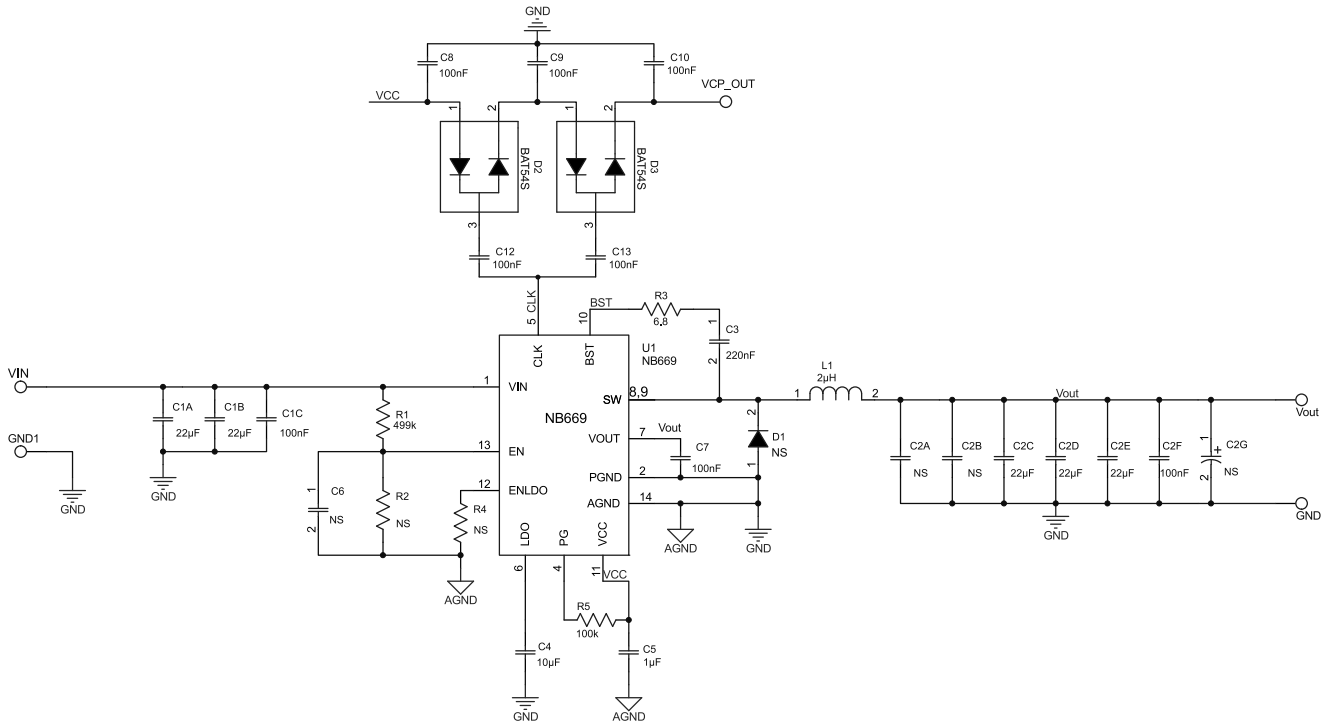 GND
C8
100nF
C9
100nF
C10
100nF
VCP_OUT
VCC
1
2
1
2
D2
BAT54S
D3
BAT54S
3
3
C12
100nF
C13
100nF
5 CLK
BST
10
R3
6.8
1
C3
220nF
2
U1
NB669
CLK
BST
VIN
1
VIN
SW
8,9
L1
2µH
1
2
Vout
Vout
C1A
22µF
C1B
22µF
C1C
100nF
R1
499k
NB669
VOUT
7
Vout
C7
100nF
2
D1
NS
1
C2A
NS
C2B
NS
C2C
22µF
C2D
22µF
C2E
22µF
C2F
100nF
1
+
C2G
NS
2
GND1
GND
GND
13
EN
PGND
2
12
ENLDO
AGND
14
1
C6
NS
2
R2
NS
R4
NS
LDO
PG
VCC
AGND
GND
GND
GND
AGND
6
4
11
VCC
R5
100k
C4
10µF
C5
1µF
GND
AGND